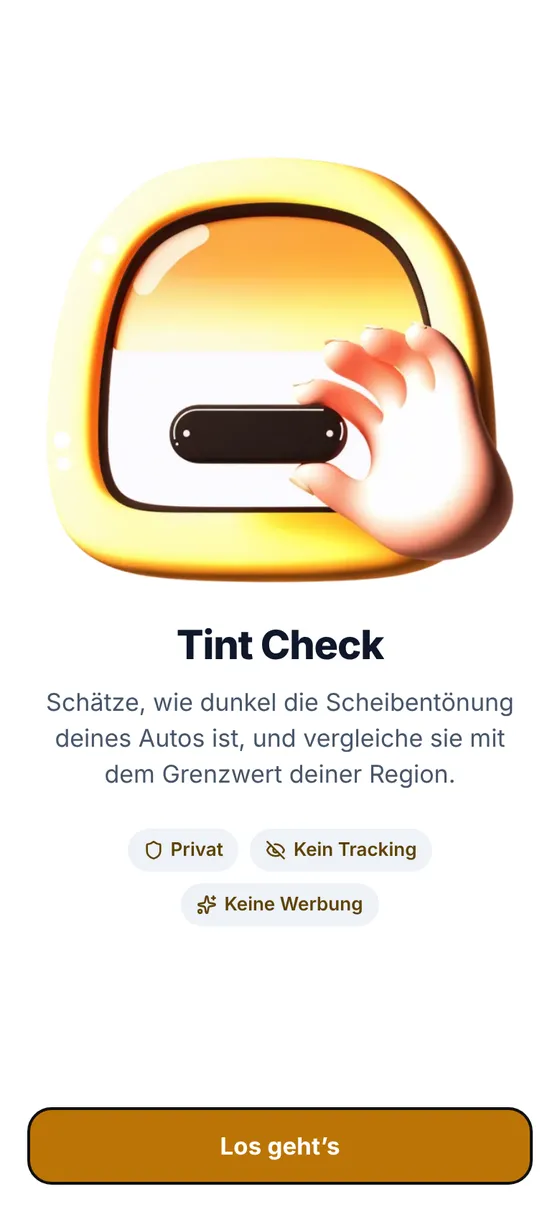 Tint Check
Schätze, wie dunkel die Scheibentönung
deines Autos ist, und vergleiche sie mit
dem Grenzwert deiner Region.
Privat
Kein Tracking
Keine Werbung
Los geht’s